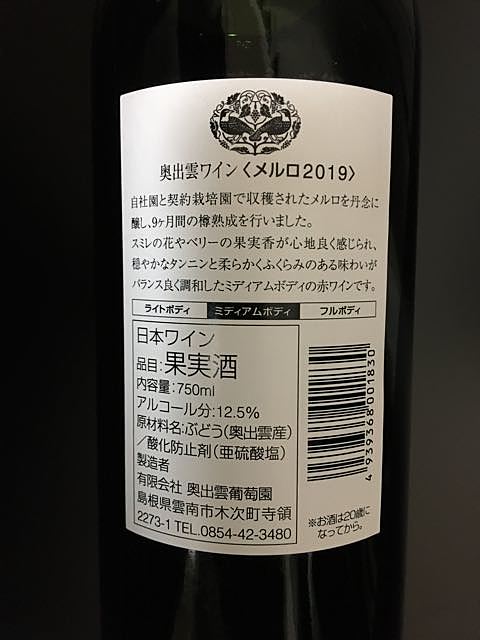 奥出雲ワイン〈メルロ2019〉
自社園と契約栽培園で収穫されたメルロを丹念に
醸し、9ヶ月間の樽熟成を行いました。
スミレの花やベリーの果実香が心地良く感じられ、
穏やかなタンニンと柔らかくふくらみのある味わいが
バランス良く調和したミディアムボディの赤ワインです。
ライトボディ ミディアムボディ フルボディ
日本ワイン
品目:果実酒
内容量:750ml
アルコール分:12.5%
原材料名:ぶどう(奥出雲産)
/酸化防止剤(亜硫酸塩)
製造者
有限会社 奥出雲葡萄園
島根県雲南市木次町寺領
2273-1 TEL.0854-42-3480
4939368001830
※お酒は20歳に
なってから。